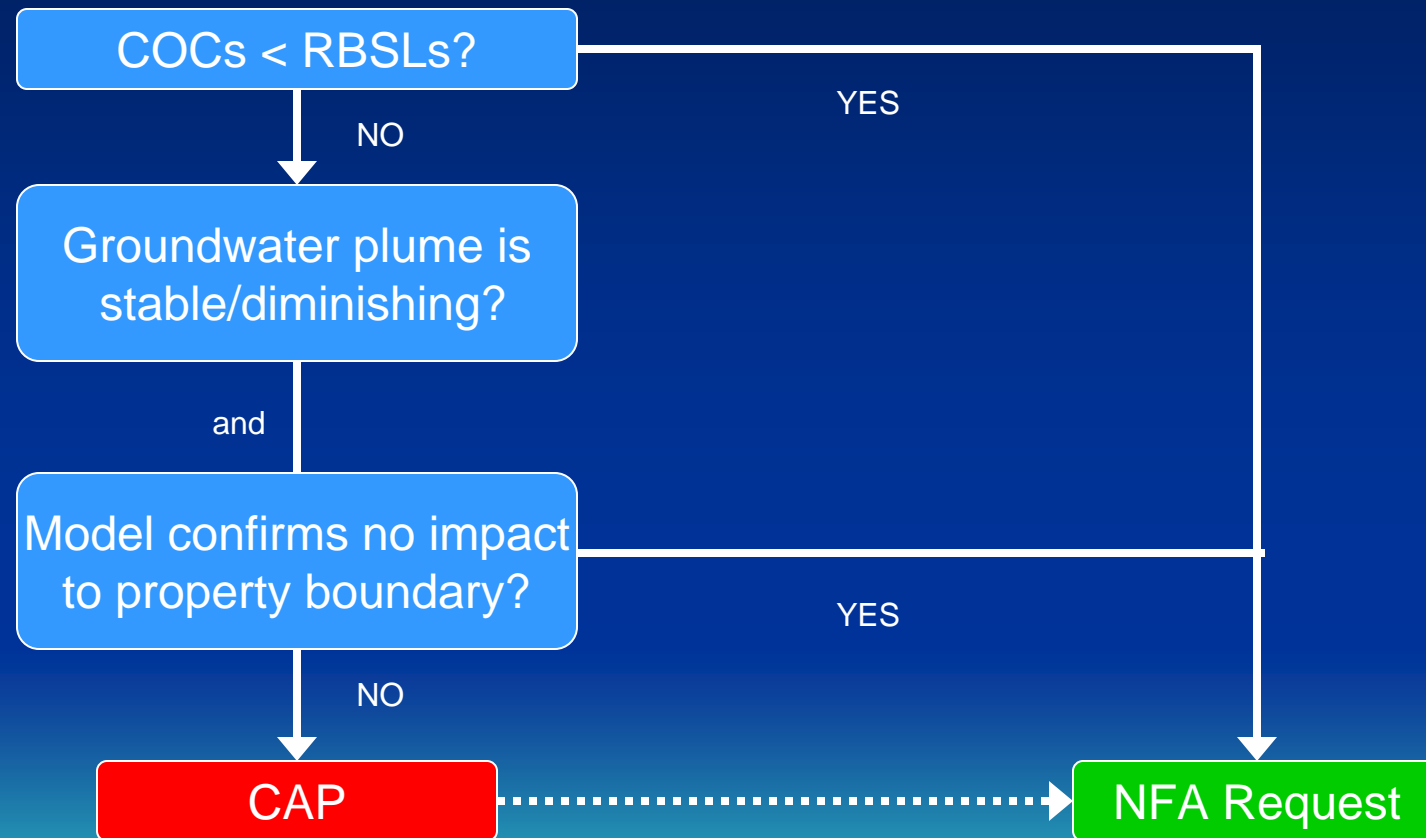 COCs < RBSLs?
YES
NO
Groundwater plume is
stable/diminishing?
and
Model confirms no impact
to property boundary?
YES
NO
CAP
NFA Request